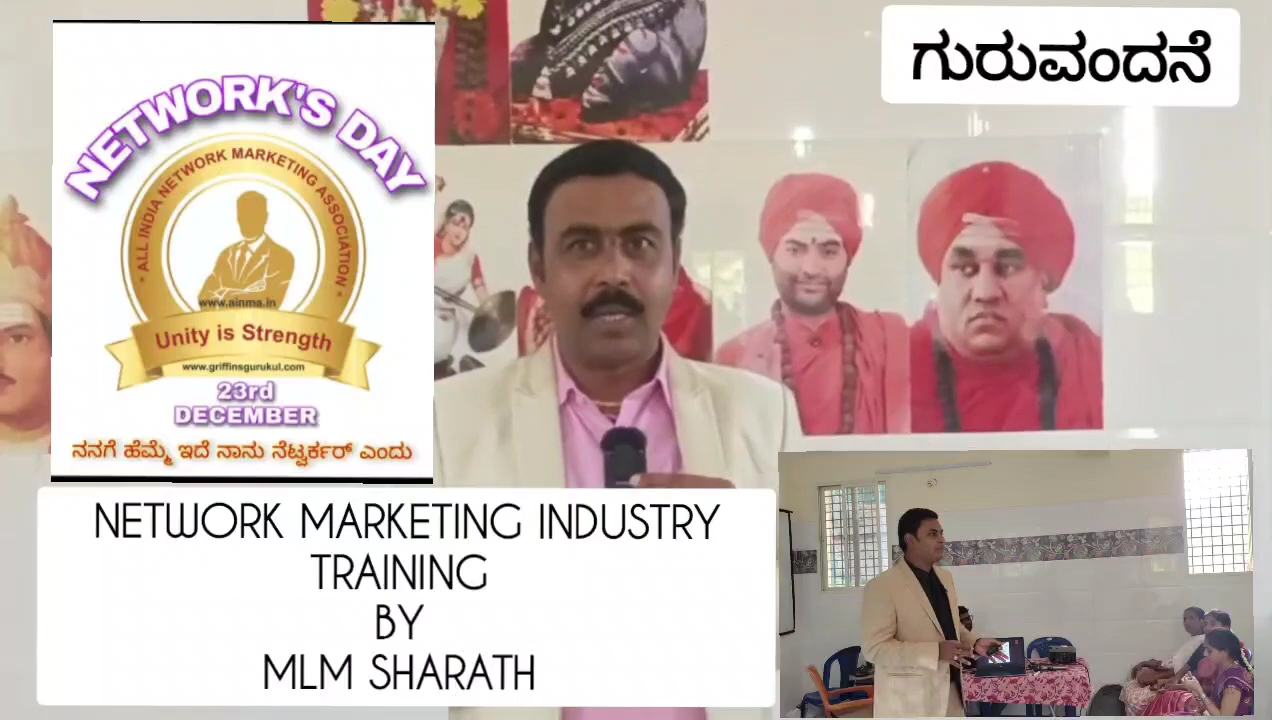 NETWORK'S DAY
• ALL INDIA NETWORK MARKETING ASSOCIATION •
www.ainma.in
Unity is Strength
www.griffinsgurukul.com
23rd
DECEMBER
ನನಗೆ ಹೆಮ್ಮೆ ಇದೆ ನಾನು ನೆಟ್ವರ್ಕರ್ ಎಂದು
ಗುರುವಂದನೆ
NETWORK MARKETING INDUSTRY
TRAINING
BY
MLM SHARATH